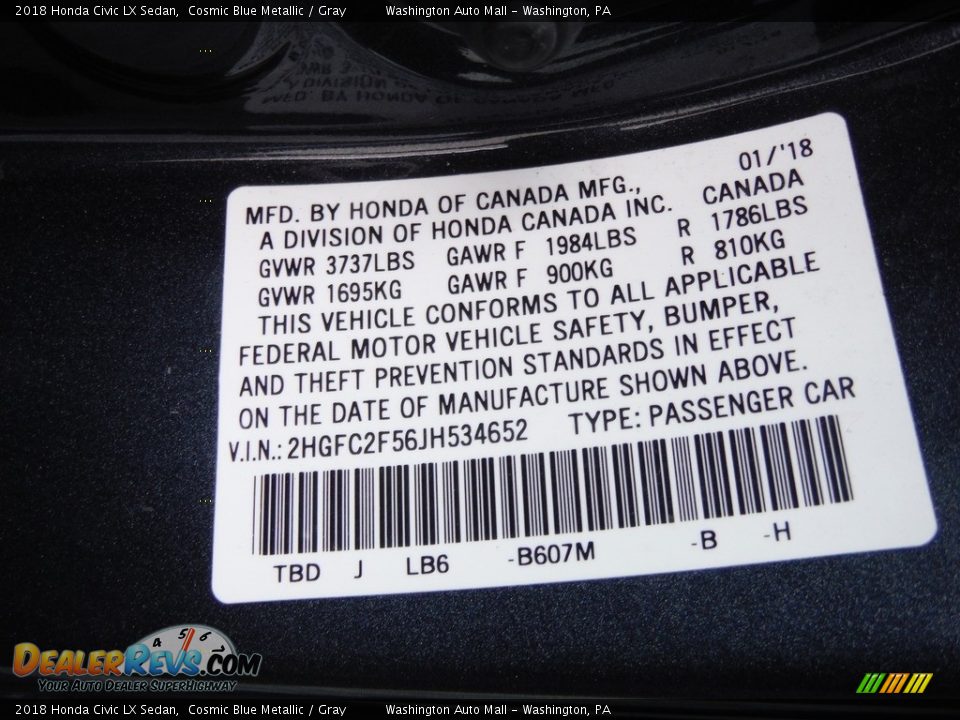 2018 Honda Civic LX Sedan, Cosmic Blue Metallic / Gray Washington Auto Mall - Washington, PA
01/'18
MFD. BY HONDA OF CANADA MFG.,
A DIVISION OF HONDA CANADA INC. CANADA
GVWR 3737LBS GAWR F 1984LBS R 1786LBS
GVWR 1695KG GAWR F 900KG R 810KG
THIS VEHICLE CONFORMS TO ALL APPLICABLE
FEDERAL MOTOR VEHICLE SAFETY, BUMPER,
AND THEFT PREVENTION STANDARDS IN EFFECT
ON THE DATE OF MANUFACTURE SHOWN ABOVE.
V.I.N.: 2HGFC2F56JH534652 TYPE: PASSENGER CAR
TBD J LB6 -B607M -B -H
4 5 6
DEALERREVS.COM
YOUR AUTO DEALER SUPERHIGHWAY
2018 Honda Civic LX Sedan, Cosmic Blue Metallic / Gray Washington Auto Mall - Washington, PA